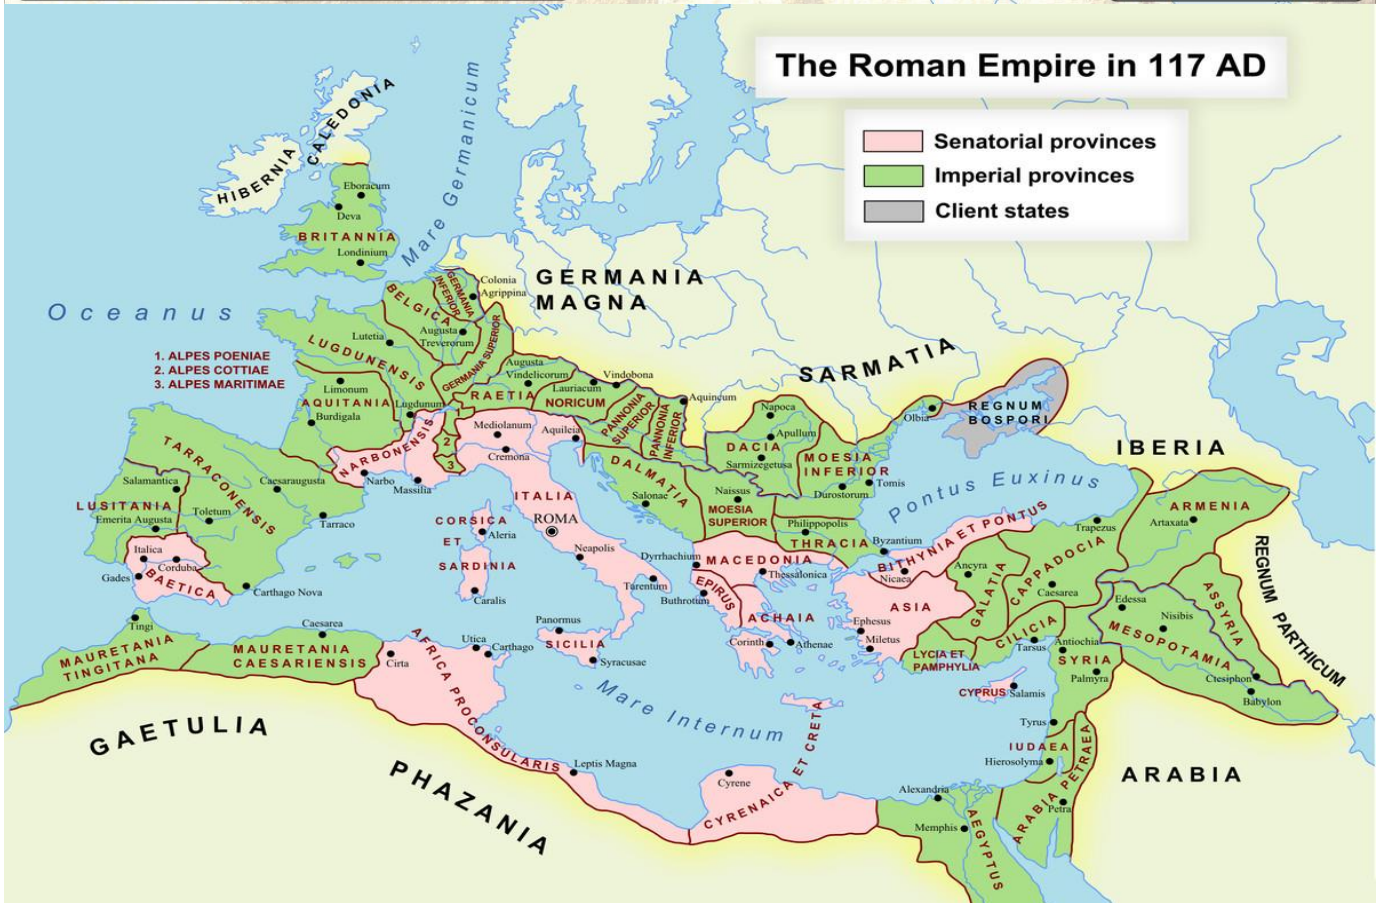 The Roman Empire in 117 AD
Senatorial provinces
Imperial provinces
Client states
CALEDONIA
HIBERNIA
Mare Germanicum
Eboracum
Deva
BRITANNIA
Londinium
Oceanus
GERMANIA
MAGNA
Colonia
Agrippina
GERMANIA
INFERIOR
BELGICA
Augusta
Treverorum
Lutetia
LUGDUNENSIS
GERMANIA SUPERIOR
1. ALPES POENIAE
2. ALPES COTTIAE
3. ALPES MARITIMAE
Limonum
AQUITANIA
Burdigala
Lugdunum
Augusta
Vindelicorum
RAETIA
Lauriacum
NORICUM
Vindobona
Aquincum
PANNONIA
SUPERIOR
PANNONIA
INFERIOR
SARMATIA
Olbia
REGNUM
BOSPORI
IBERIA
Napoca
Apullum
DACIA
Sarmizegetusa
MOESIA
INFERIOR
Durostorum
Tomis
Pontus Euxinus
1
2
3
NARBONENSIS
Narbo
Massilia
Mediolanum
Aquileia
Cremona
ITALIA
ROMA
Neapolis
Tarentum
DALMATIA
Salonae
Naissus
MOESIA
SUPERIOR
Philippopolis
THRACIA
Byzantium
TARRACONENSIS
Salamantica
Caesaraugusta
LUSITANIA
Toletum
Emerita Augusta
Tarraco
Italica
Corduba
Gades
BAETICA
Carthago Nova
CORSICA
ET
SARDINIA
Aleria
Caralis
Dyrrhachium
MACEDONIA
Thessalonica
EPIRUS
Buthrotum
ACHAIA
Corinth
Athenae
BITHYNIA ET PONTUS
Nicaea
Trapezus
ARMENIA
Artaxata
REGNUM PARTHICUM
Ancyra
GALATIA
CAPPADOCIA
Caesarea
ASIA
Ephesus
Miletus
LYCIA ET
PAMPHYLIA
CILICIA
Tarsus
Antiochia
SYRIA
Palmyra
Edessa
Nisibis
MESOPOTAMIA
ASSYRIA
Ctesiphon
Babylon
CYPRUS
Salamis
Tyrus
IUDAEA
Hierosolyma
ARABIA PETRAEA
Petra
ARABIA
Tingi
MAURETANIA
TINGITANA
Caesarea
MAURETANIA
CAESARIENSIS
Cirta
Utica
Carthago
AFRICA PROCONSULARIS
Panormus
SICILIA
Syracusae
Mare Internum
Leptis Magna
Cyrene
CYRENAICA ET CRETA
Alexandria
Memphis
AEGYPTUS
GAETULIA
PHAZANIA